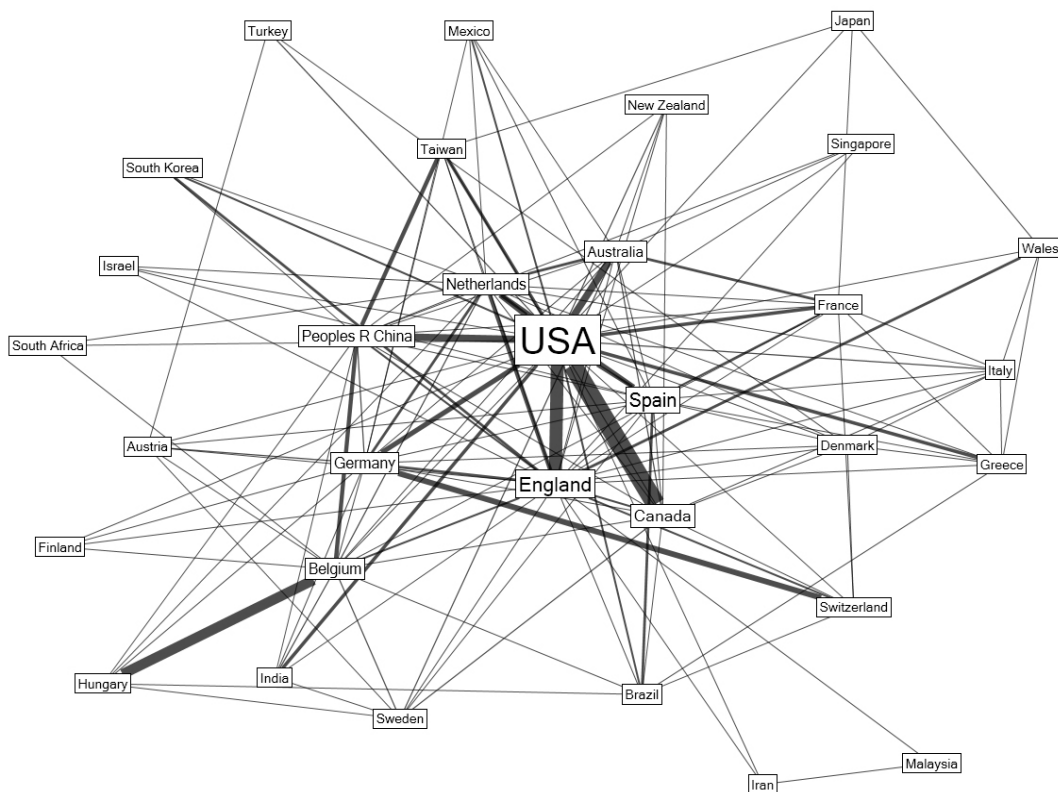 Turkey
Mexico
Japan
New Zealand
Taiwan
Singapore
South Korea
Wales
Australia
Israel
Netherlands
France
Peoples R China
USA
South Africa
Italy
Spain
Austria
Denmark
Germany
Greece
England
Canada
Finland
Belgium
Switzerland
Hungary
India
Brazil
Sweden
Malaysia
Iran